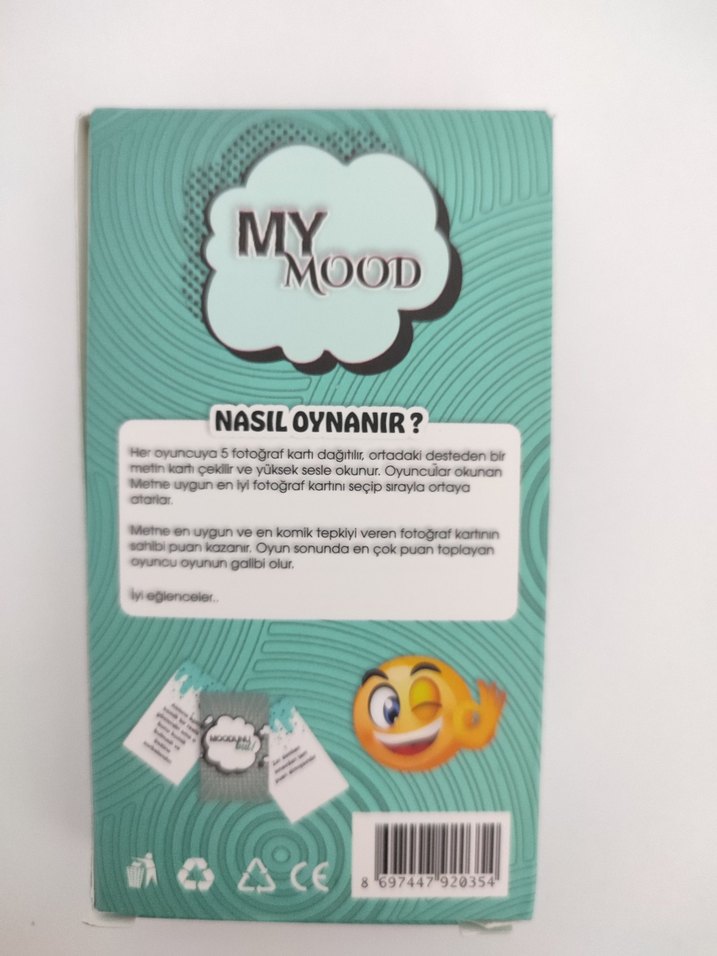 MY
MOOD
NASIL OYNANIR ?
Her oyuncuya 5 fotoğraf kartı dağıtılır, ortadaki desteden bir
metin kartı çekilir ve yüksek sesle okunur. Oyuncular okunan
Metne uygun en iyi fotoğraf kartını seçip sırayla ortaya
atarlar.
Metne en uygun ve en komik tepkiyi veren fotoğraf kartının
sahibi puan kazanır. Oyun sonunda en çok puan toplayan
oyuncu oyunun galibi olur.
İyi eğlenceler..
MOODUNU
bul!
CE
8 697447 920354